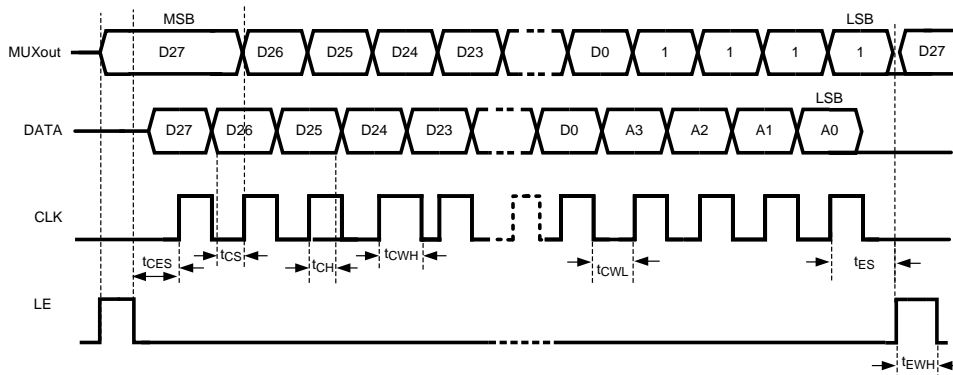 MSB
LSB
MUXout
D27
D26
D25
D24
D23
D0
1
1
1
1
D27
LSB
DATA
D27
D26
D25
D24
D23
D0
A3
A2
A1
A0
CLK
tCES
tCS
tCH
tCWH
tCWL
tES
LE
tEWH